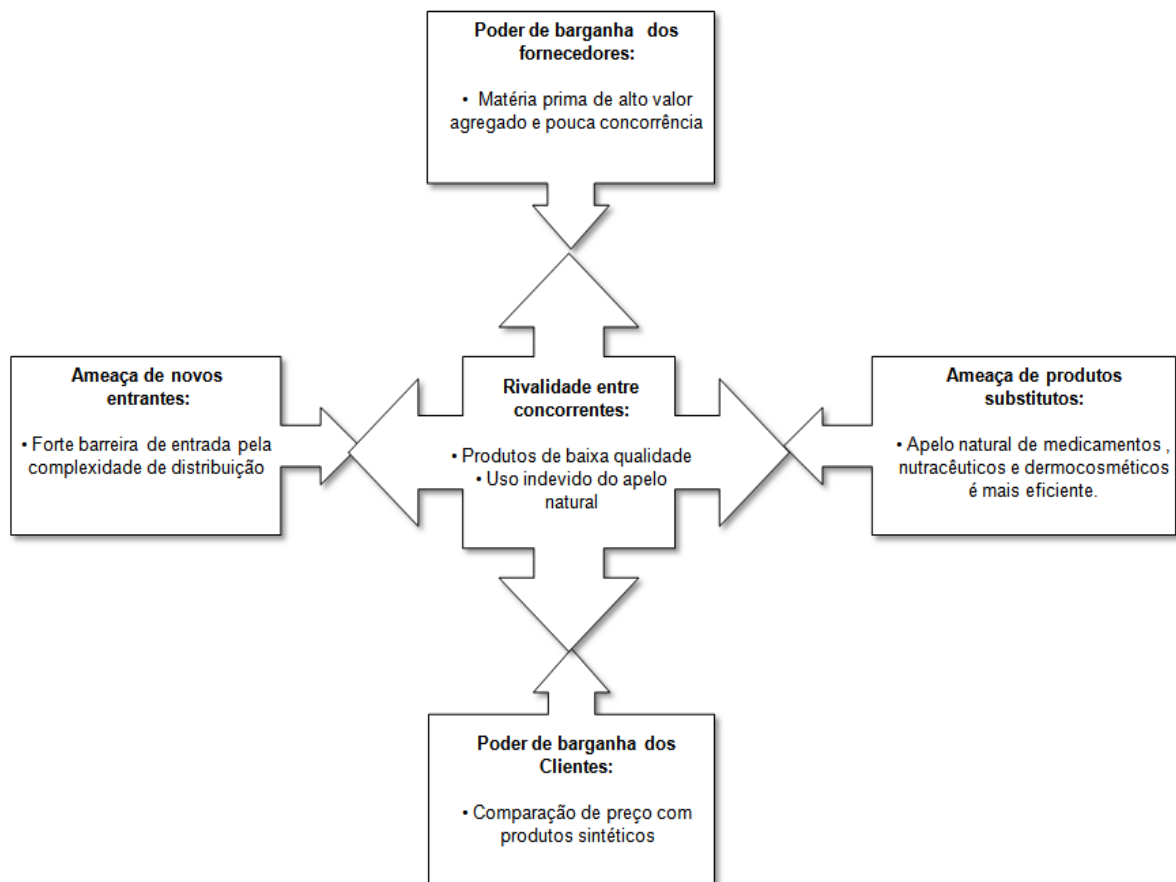 Poder de barganha dos
fornecedores:
• Matéria prima de alto valor
agregado e pouca concorrência
Ameaça de novos
entrantes:
• Forte barreira de entrada pela
complexidade de distribuição
Rivalidade entre
concorrentes:
• Produtos de baixa qualidade
• Uso indevido do apelo
natural
Ameaça de produtos
substitutos:
• Apelo natural de medicamentos ,
nutracêuticos e dermocosméticos
é mais eficiente.
Poder de barganha dos
Clientes:
• Comparação de preço com
produtos sintéticos